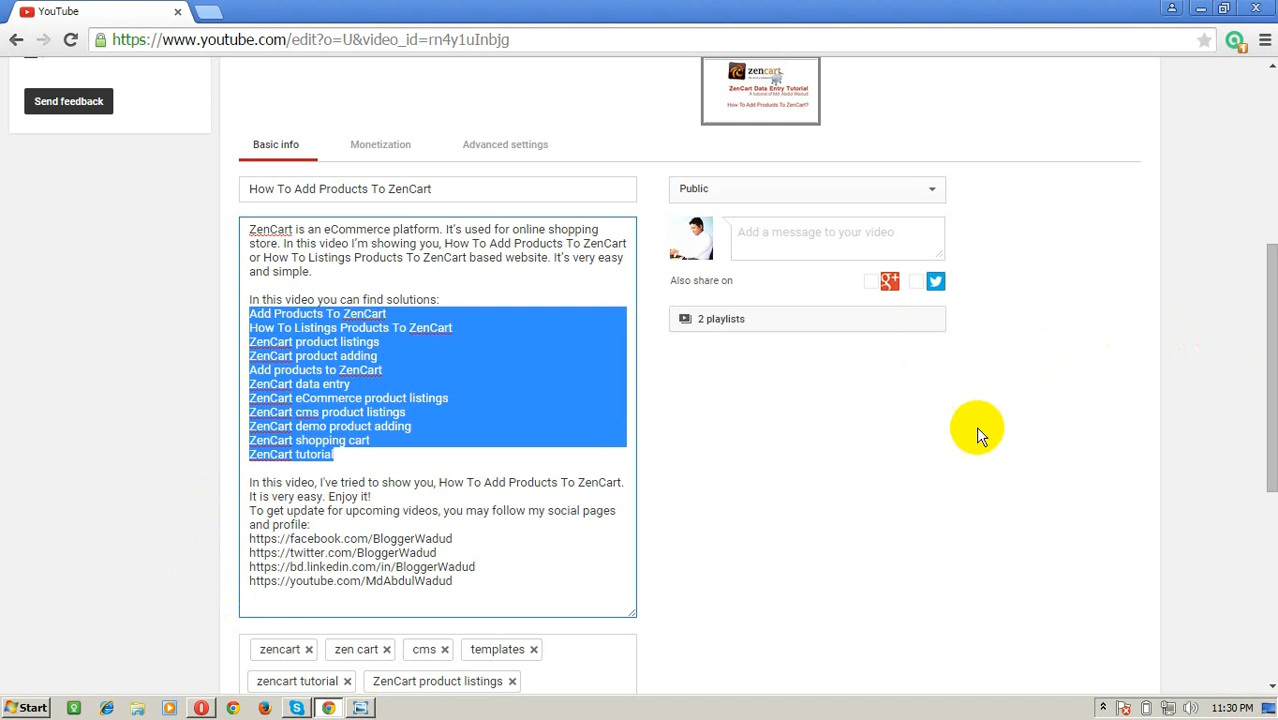 YouTube
https://www.youtube.com/edit?o=U&video_id=rn4y1uInbjg
Send feedback
zencart
ZenCart Data Entry Tutorial
A tutorial of Md. Abdul Wadud
How To Add Products To ZenCart?
Basic info
Monetization
Advanced settings
How To Add Products To ZenCart
Public
ZenCart is an eCommerce platform. It's used for online shopping
store. In this video I'm showing you, How To Add Products To ZenCart
or How To Listings Products To ZenCart based website. It's very easy
and simple.
Add a message to your video
Also share on
2 playlists
In this video you can find solutions:
Add Products To ZenCart
How To Listings Products To ZenCart
ZenCart product listings
ZenCart product adding
Add products to ZenCart
ZenCart data entry
ZenCart eCommerce product listings
ZenCart cms product listings
ZenCart demo product adding
ZenCart shopping cart
ZenCart tutorial
In this video, I've tried to show you, How To Add Products To ZenCart.
It is very easy. Enjoy it!
To get update for upcoming videos, you may follow my social pages
and profile:
https://facebook.com/BloggerWadud
https://twitter.com/BloggerWadud
https://bd.linkedin.com/in/BloggerWadud
https://youtube.com/MdAbdulWadud
zencart
zen cart
cms
templates
zencart tutorial
ZenCart product listings
Start
11:30 PM